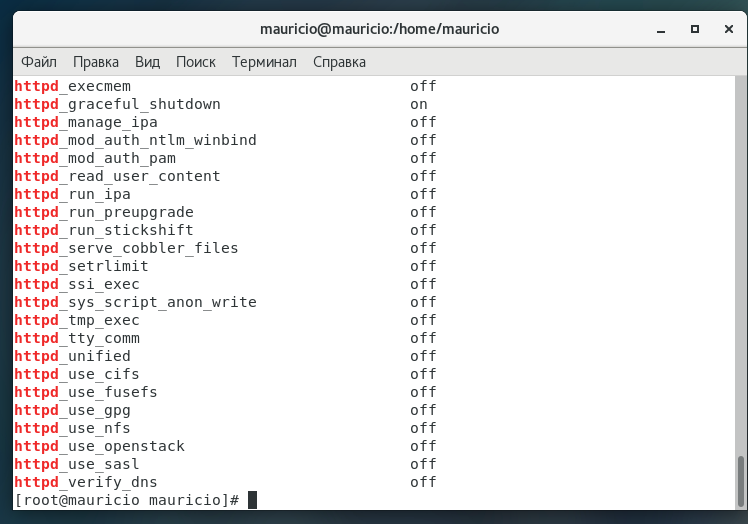 mauricio@mauricio:/home/mauricio
Файл Правка Вид Поиск Терминал Справка
httpd_execmem off
httpd_graceful_shutdown on
httpd_manage_ipa off
httpd_mod_auth_ntlm_winbind off
httpd_mod_auth_pam off
httpd_read_user_content off
httpd_run_ipa off
httpd_run_preupgrade off
httpd_run_stickshift off
httpd_serve_cobbler_files off
httpd_setrlimit off
httpd_ssi_exec off
httpd_sys_script_anon_write off
httpd_tmp_exec off
httpd_tty_comm off
httpd_unified off
httpd_use_cifs off
httpd_use_fusefs off
httpd_use_gpg off
httpd_use_nfs off
httpd_use_openstack off
httpd_use_sasl off
httpd_verify_dns off
[root@mauricio mauricio]#